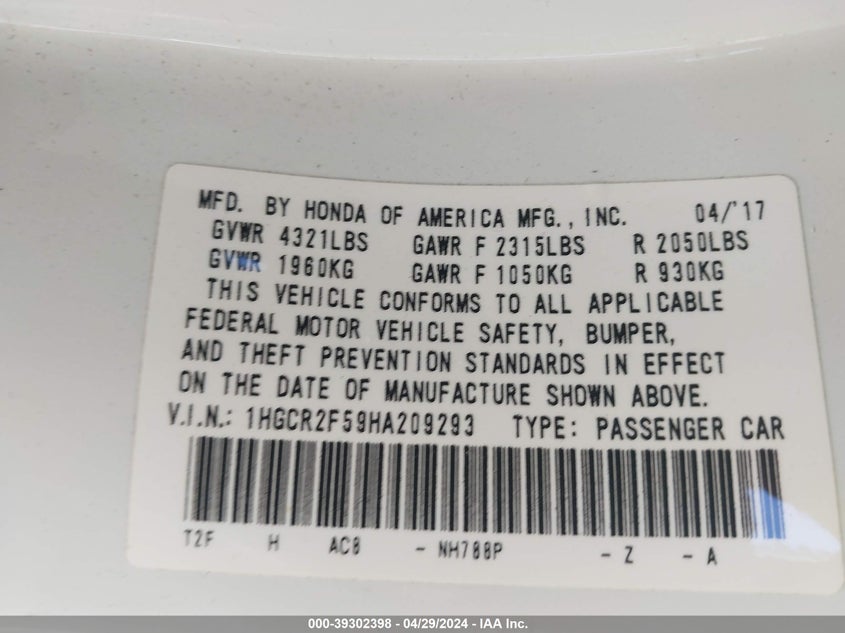 MFD. BY HONDA OF AMERICA MFG., INC. 04/'17
GVWR 4321LBS GAWR F 2315LBS R 2050LBS
GVWR 1960KG GAWR F 1050KG R 930KG
THIS VEHICLE CONFORMS TO ALL APPLICABLE
FEDERAL MOTOR VEHICLE SAFETY, BUMPER,
AND THEFT PREVENTION STANDARDS IN EFFECT
ON THE DATE OF MANUFACTURE SHOWN ABOVE.
V.I.N.: 1HGCR2F59HA209293 TYPE: PASSENGER CAR
T2F H AC0 - NH788P - Z - A
000-39302398 - 04/29/2024 - IAA Inc.